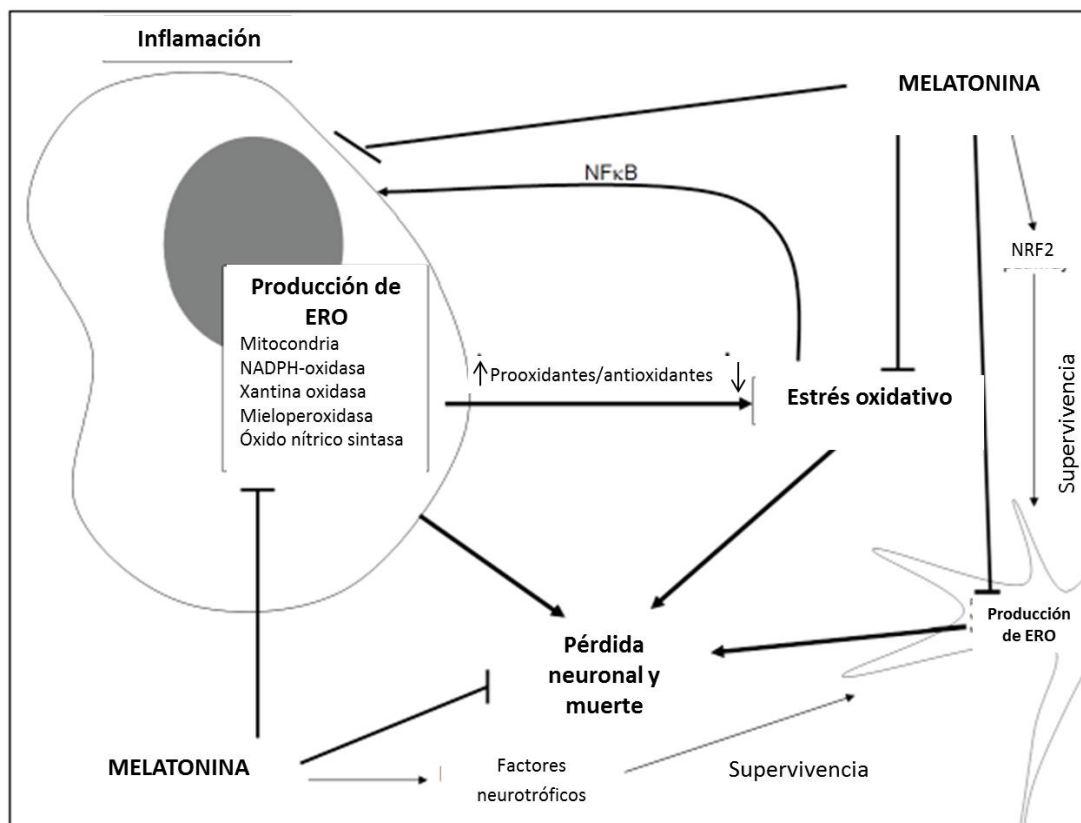 Inflamación
MELATONINA
NFκB
NRF2
Producción de
ERO
Mitocondria
NADPH-oxidasa
Xantina oxidasa
Mieloperoxidasa
Óxido nítrico sintasa
↑ Prooxidantes/antioxidantes ↓
Estrés oxidativo
Supervivencia
Producción
de ERO
Pérdida
neuronal y
muerte
MELATONINA
Factores
neurotróficos
Supervivencia